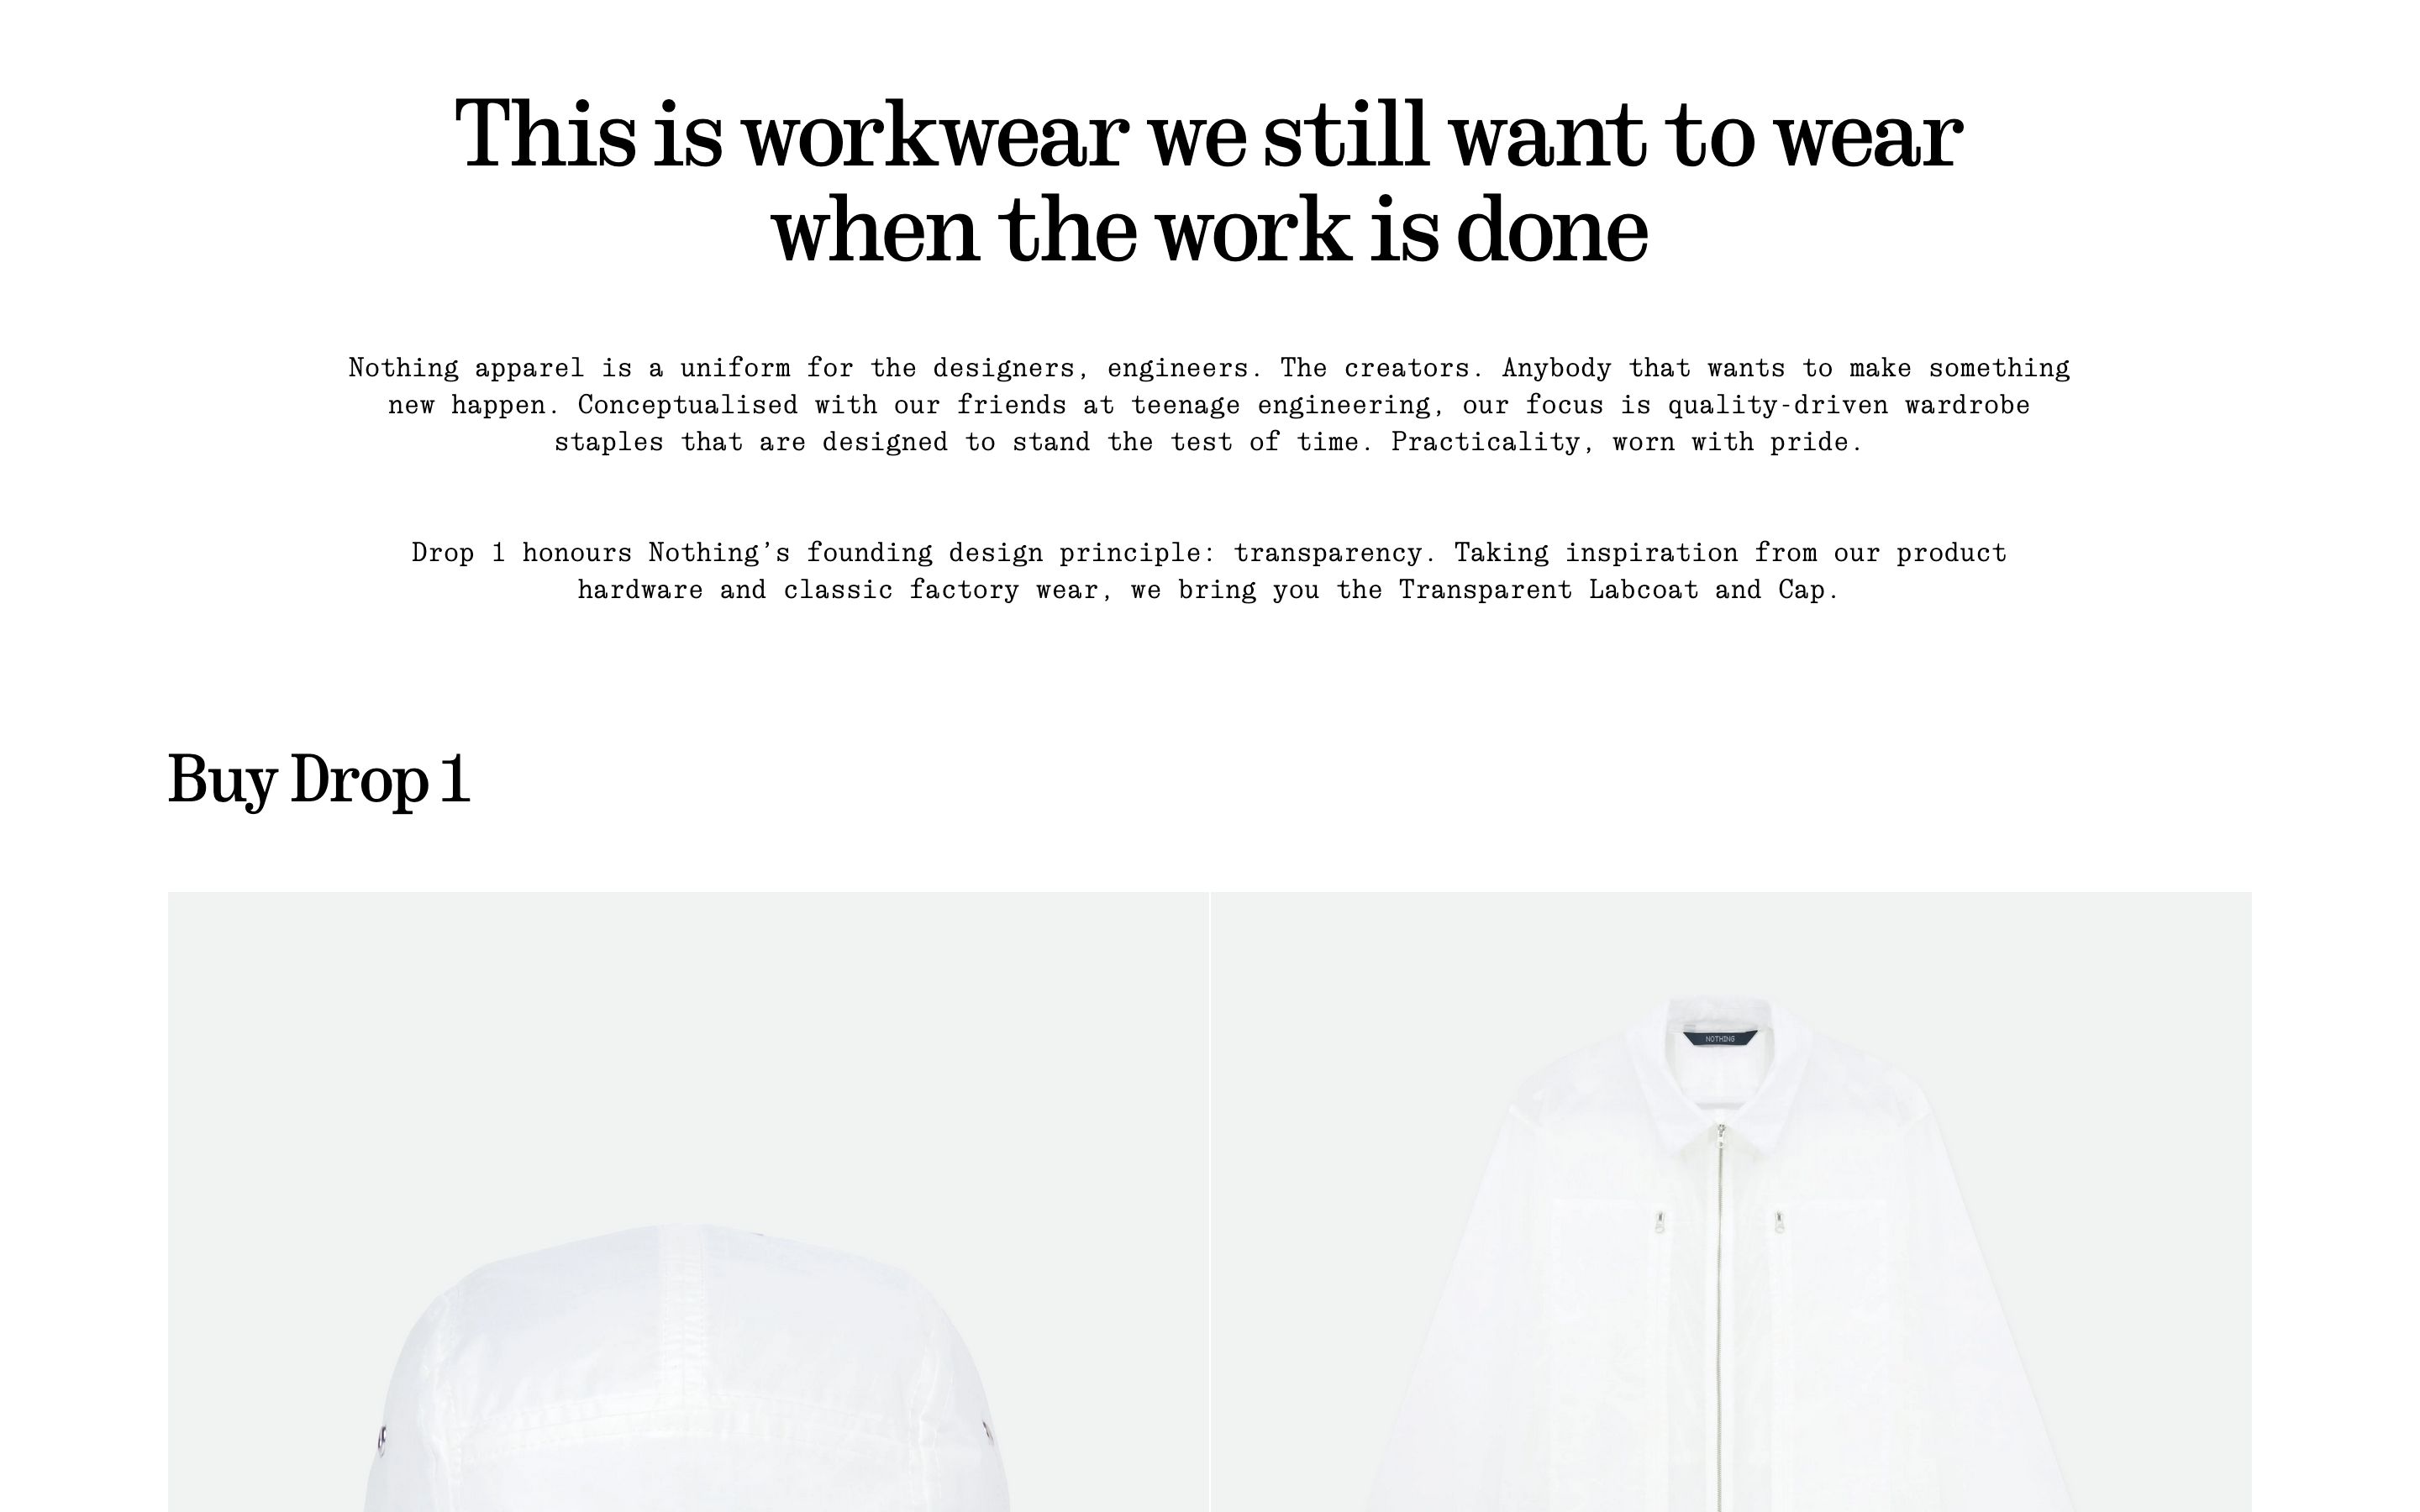 This is workwear we still want to wear
when the work is done
Nothing apparel is a uniform for the designers, engineers. The creators. Anybody that wants to make something
new happen. Conceptualised with our friends at teenage engineering, our focus is quality-driven wardrobe
staples that are designed to stand the test of time. Practicality, worn with pride.
Drop 1 honours Nothing’s founding design principle: transparency. Taking inspiration from our product
hardware and classic factory wear, we bring you the Transparent Labcoat and Cap.
Buy Drop 1
NOTHING